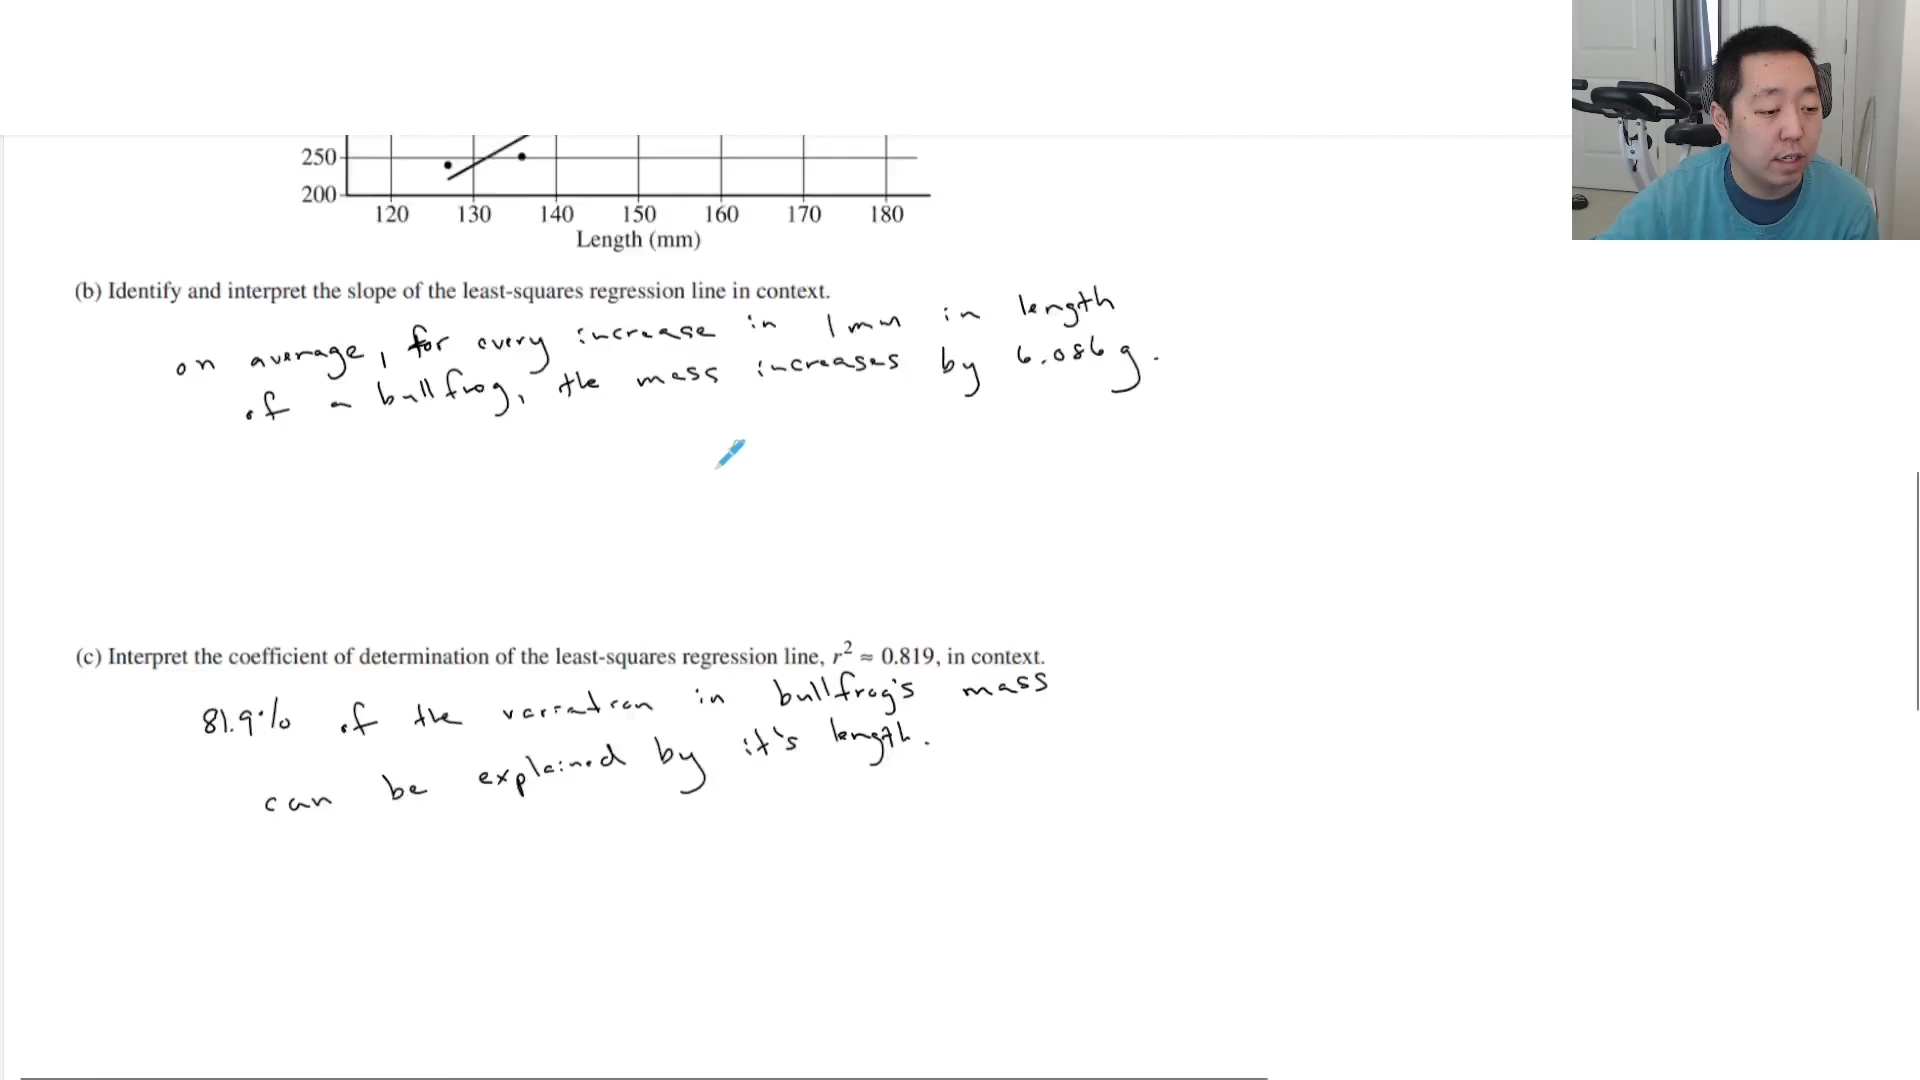 250
200
120 130 140 150 160 170 180
Length (mm)
(b) Identify and interpret the slope of the least-squares regression line in context.
on average, for every increase in 1 mm in length
of a bullfrog, the mass increases by 6.086 g.
(c) Interpret the coefficient of determination of the least-squares regression line, r² ≈ 0.819, in context.
81.9% of the variation in bullfrog's mass
can be explained by it's length.